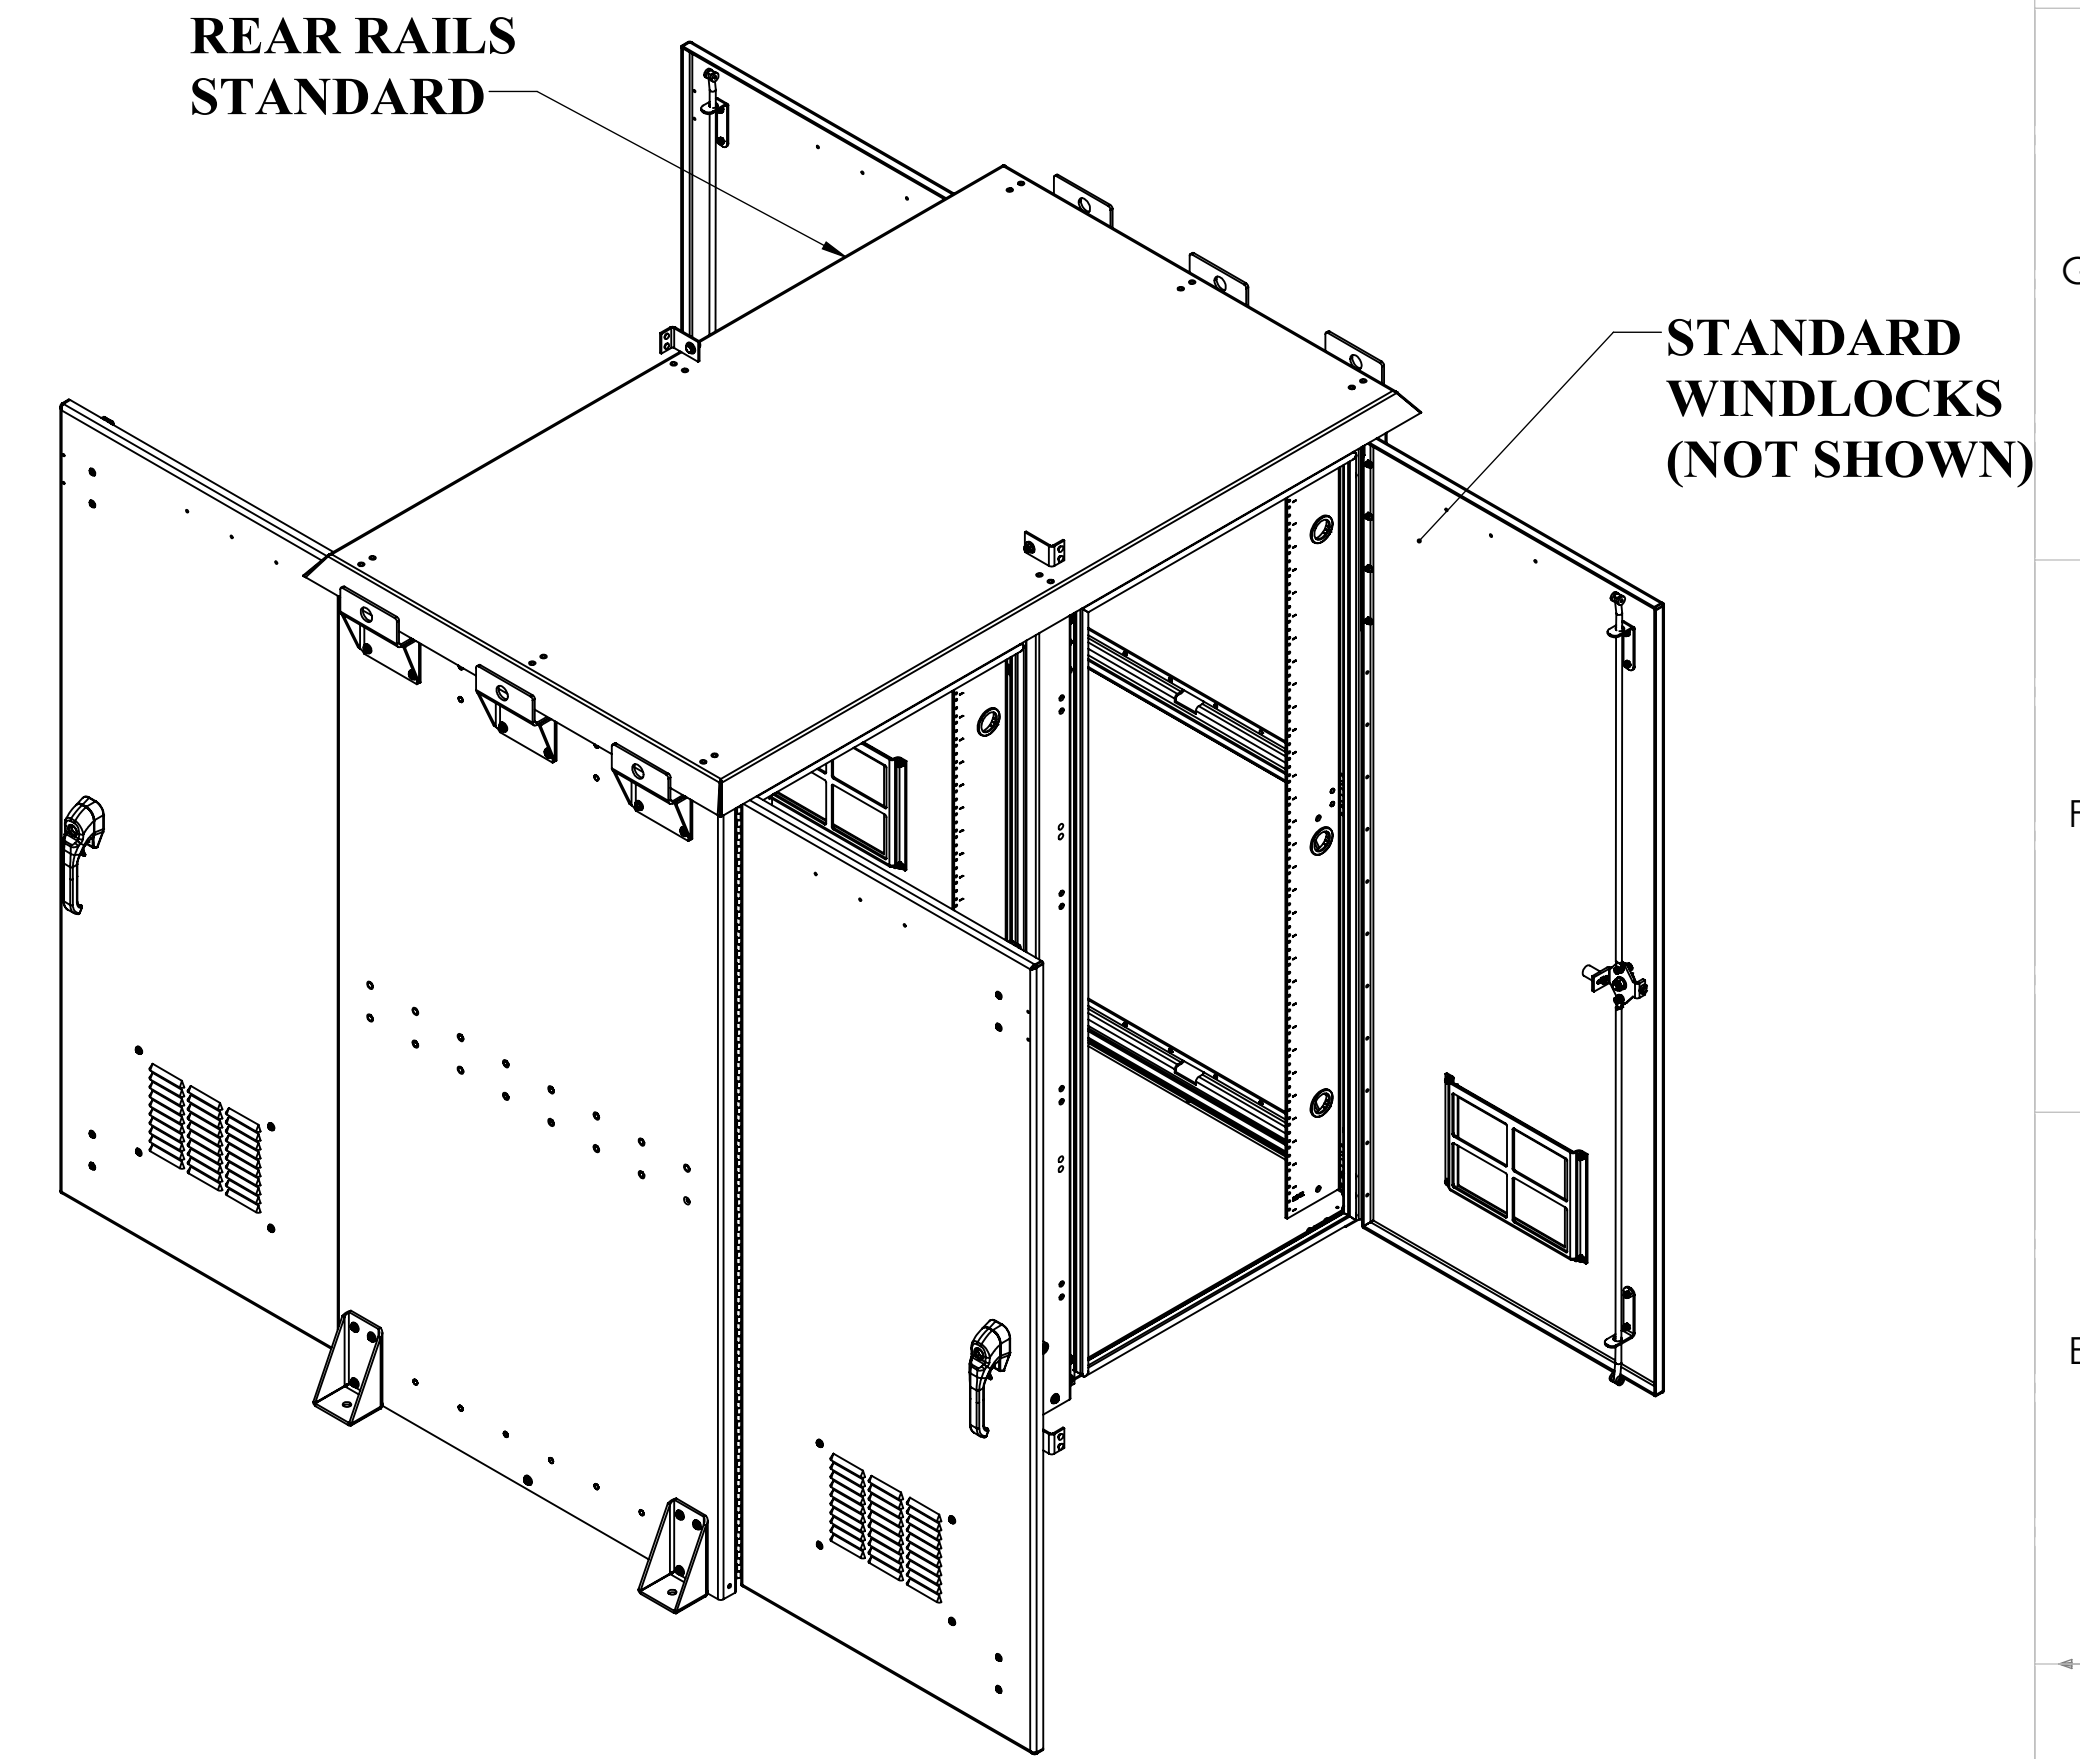 REAR RAILS
STANDARD
STANDARD
WINDLOCKS
(NOT SHOWN)
F
E